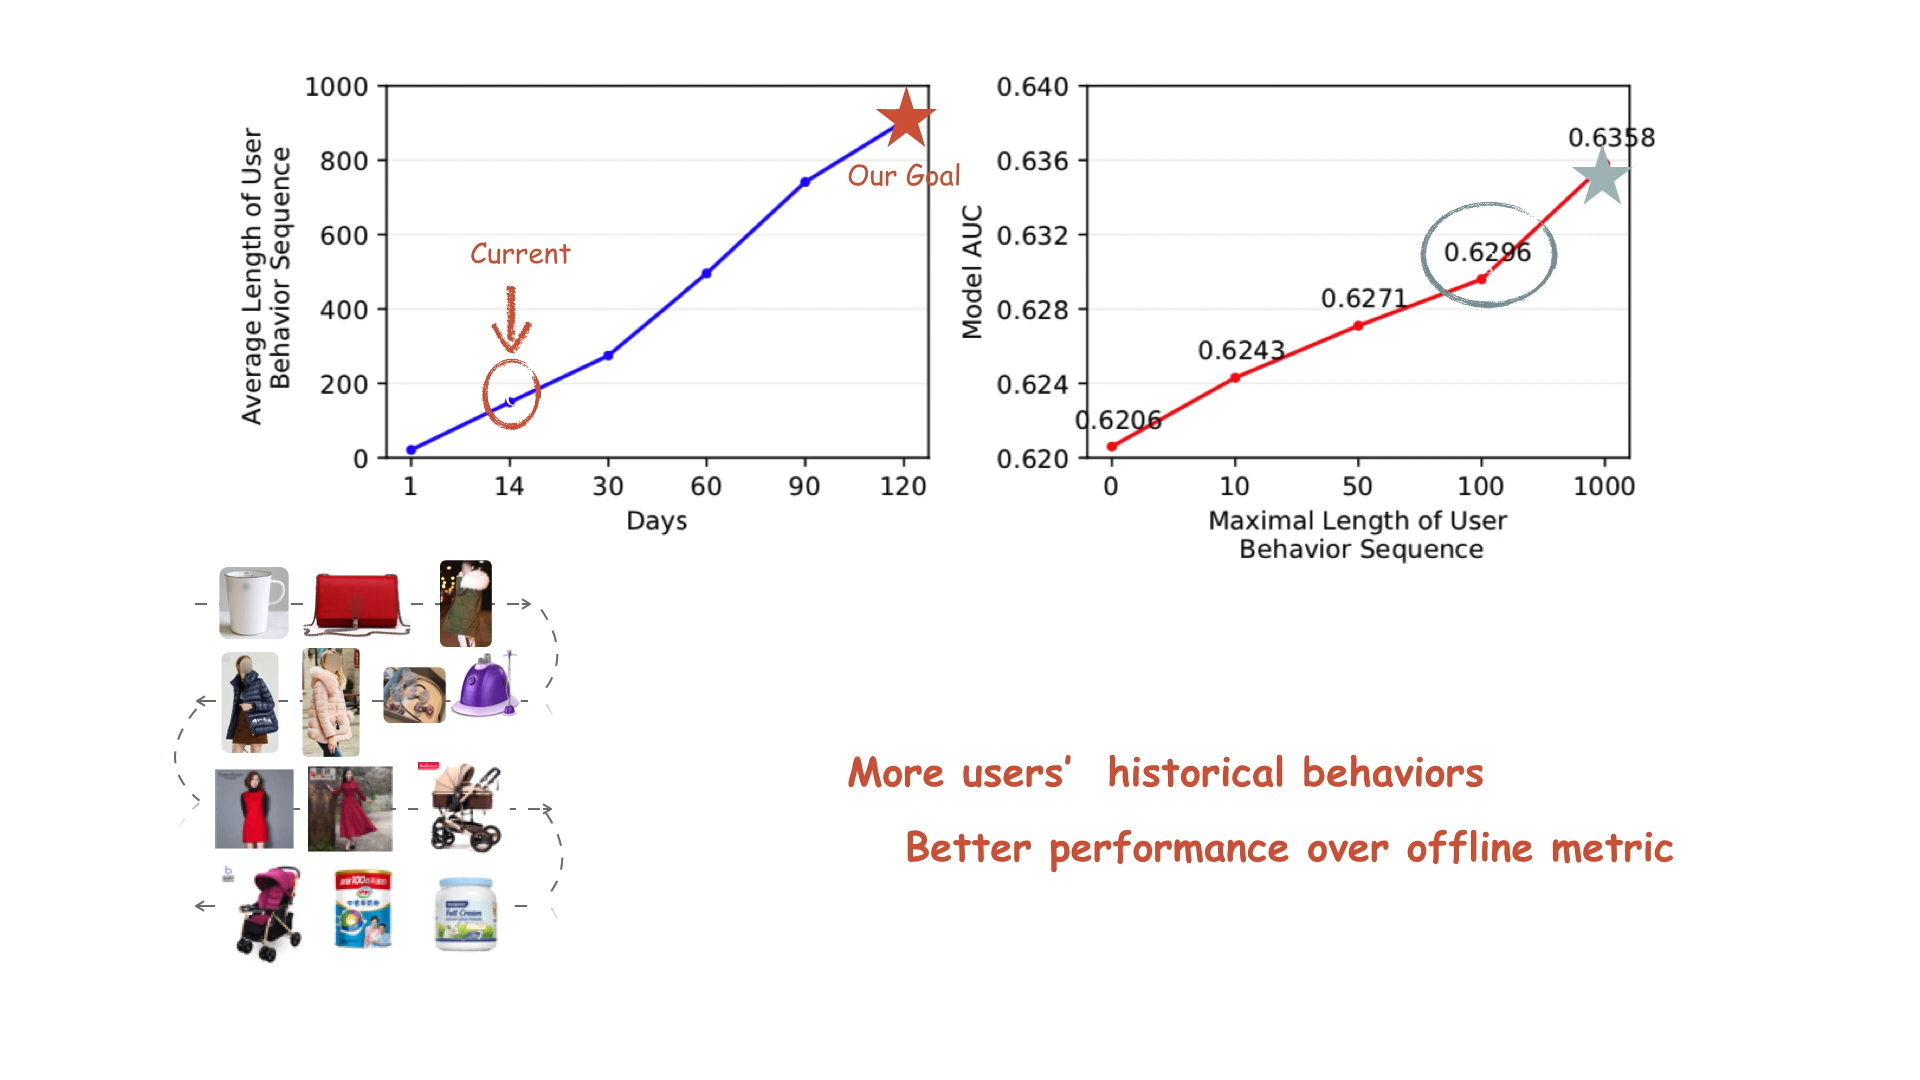 1000
800
600
400
200
0
Average Length of User
Behavior Sequence
Current
Our Goal
1 14 30 60 90 120
Days
0.640
0.636
0.632
0.628
0.624
0.620
Model AUC
0.6206
0.6243
0.6271
0.6296
0.6358
0 10 50 100 1000
Maximal Length of User
Behavior Sequence
More users’ historical behaviors
Better performance over offline metric
Full Cream